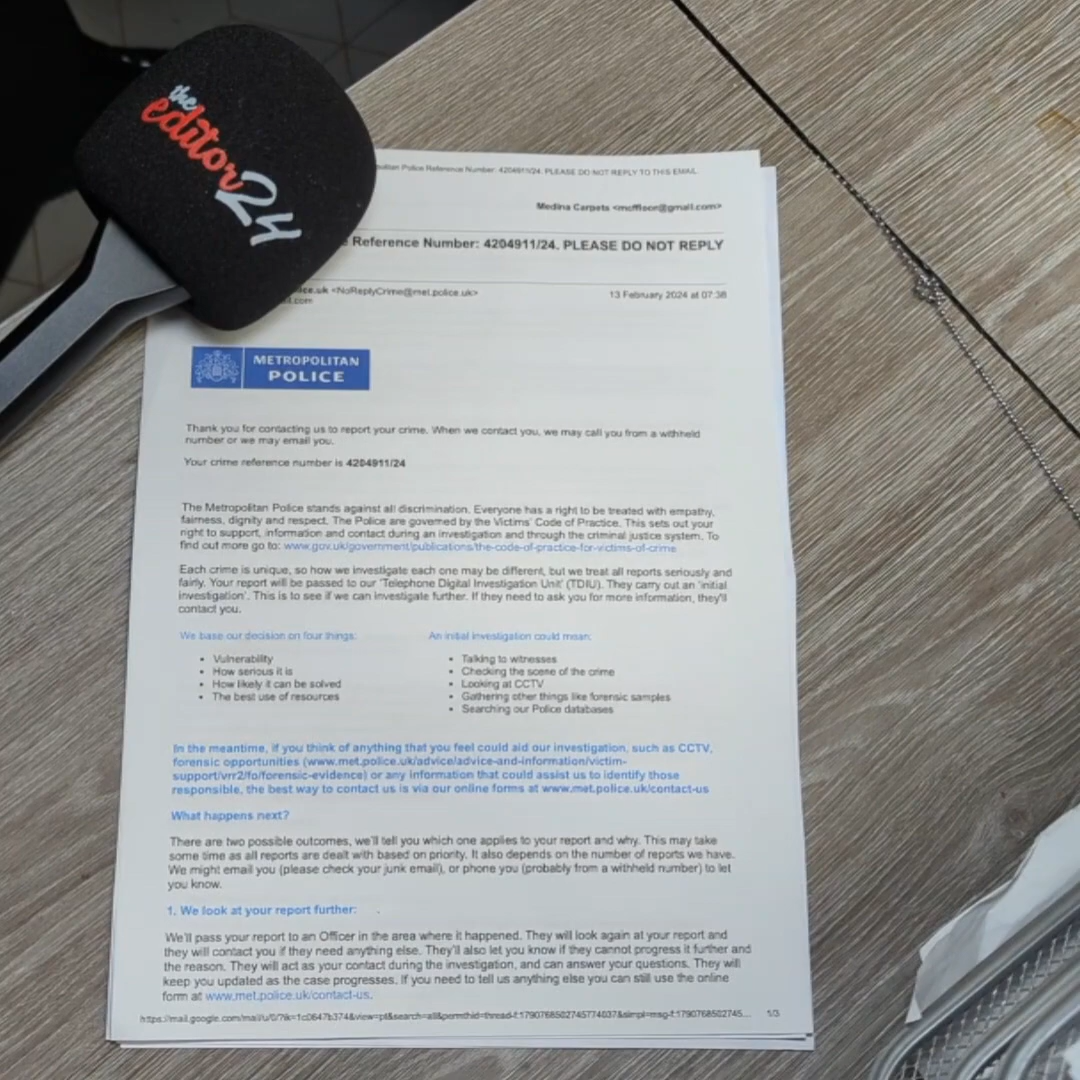 the
editor
24
Police Reference Number: 4204911/24. PLEASE DO NOT REPLY TO THIS EMAIL
Medina Carpets <mcffloor@gmail.com>
Reference Number: 4204911/24. PLEASE DO NOT REPLY
<NoReplyCrime@met.police.uk>
13 February 2024 at 07:38
METROPOLITAN
POLICE
Thank you for contacting us to report your crime. When we contact you, we may call you from a withheld
number or we may email you.
Your crime reference number is 4204911/24
The Metropolitan Police stands against all discrimination. Everyone has a right to be treated with empathy,
fairness, dignity and respect. The Police are governed by the Victims' Code of Practice. This sets out your
right to support, information and contact during an investigation and through the criminal justice system. To
find out more go to: www.gov.uk/government/publications/the-code-of-practice-for-victims-of-crime
Each crime is unique, so how we investigate each one may be different, but we treat all reports seriously and
fairly. Your report will be passed to our 'Telephone Digital Investigation Unit' (TDIU). They carry out an 'initial
investigation'. This is to see if we can investigate further. If they need to ask you for more information, they'll
contact you.
We base our decision on four things:
• Vulnerability
• How serious it is
• How likely it can be solved
• The best use of resources
An initial investigation could mean:
• Talking to witnesses
• Checking the scene of the crime
• Looking at CCTV
• Gathering other things like forensic samples
• Searching our Police databases
In the meantime, if you think of anything that you feel could aid our investigation, such as CCTV,
forensic opportunities (www.met.police.uk/advice/advice-and-information/victim-
support/vrr2/fo/forensic-evidence) or any information that could assist us to identify those
responsible, the best way to contact us is via our online forms at www.met.police.uk/contact-us
What happens next?
There are two possible outcomes, we'll tell you which one applies to your report and why. This may take
some time as all reports are dealt with based on priority. It also depends on the number of reports we have.
We might email you (please check your junk email), or phone you (probably from a withheld number) to let
you know.
1. We look at your report further:
We'll pass your report to an Officer in the area where it happened. They will look again at your report and
they will contact you if they need anything else. They'll also let you know if they cannot progress it further and
the reason. They will act as your contact during the investigation, and can answer your questions. They will
keep you updated as the case progresses. If you need to tell us anything else you can still use the online
form at www.met.police.uk/contact-us.
https://mail.google.com/mail/u/0/?ik=1c0647b374&view=pt&search=all&permthid=thread-f:1790768502745774037&simpl=msg-f:1790768502745... 1/3